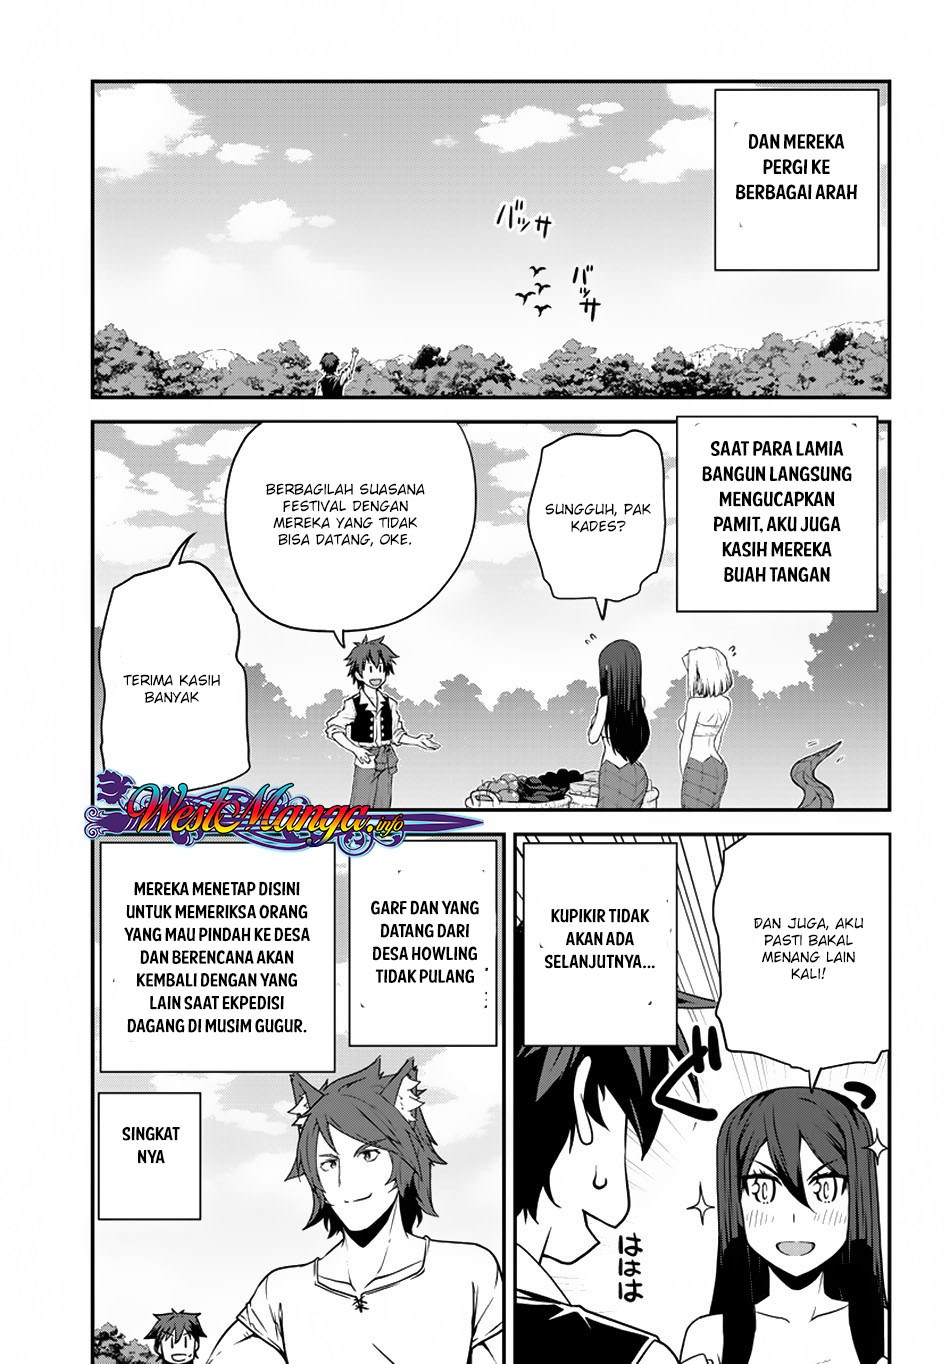 DAN MEREKA
PERGI KE
BERBAGAI ARAH
バッサ
バッサ
SAAT PARA LAMIA
BANGUN LANGSUNG
MENGUCAPKAN
PAMIT. AKU JUGA
KASIH MEREKA
BUAH TANGAN
SUNGGUH, PAK
KADES?
BERBAGILAH SUASANA
FESTIVAL DENGAN
MEREKA YANG TIDAK
BISA DATANG, OKE.
TERIMA KASIH
BANYAK
WestManga.info
DAN JUGA, AKU
PASTI BAKAL
MENANG LAIN
KALI!
KUPIKIR TIDAK
AKAN ADA
SELANJUTNYA...
ぐっ
ははは
GARF DAN YANG
DATANG DARI
DESA HOWLING
TIDAK PULANG
MEREKA MENETAP DISINI
UNTUK MEMERIKSA ORANG
YANG MAU PINDAH KE DESA
DAN BERENCANA AKAN
KEMBALI DENGAN YANG
LAIN SAAT EKPEDISI
DAGANG DI MUSIM GUGUR.
SINGKAT
NYA